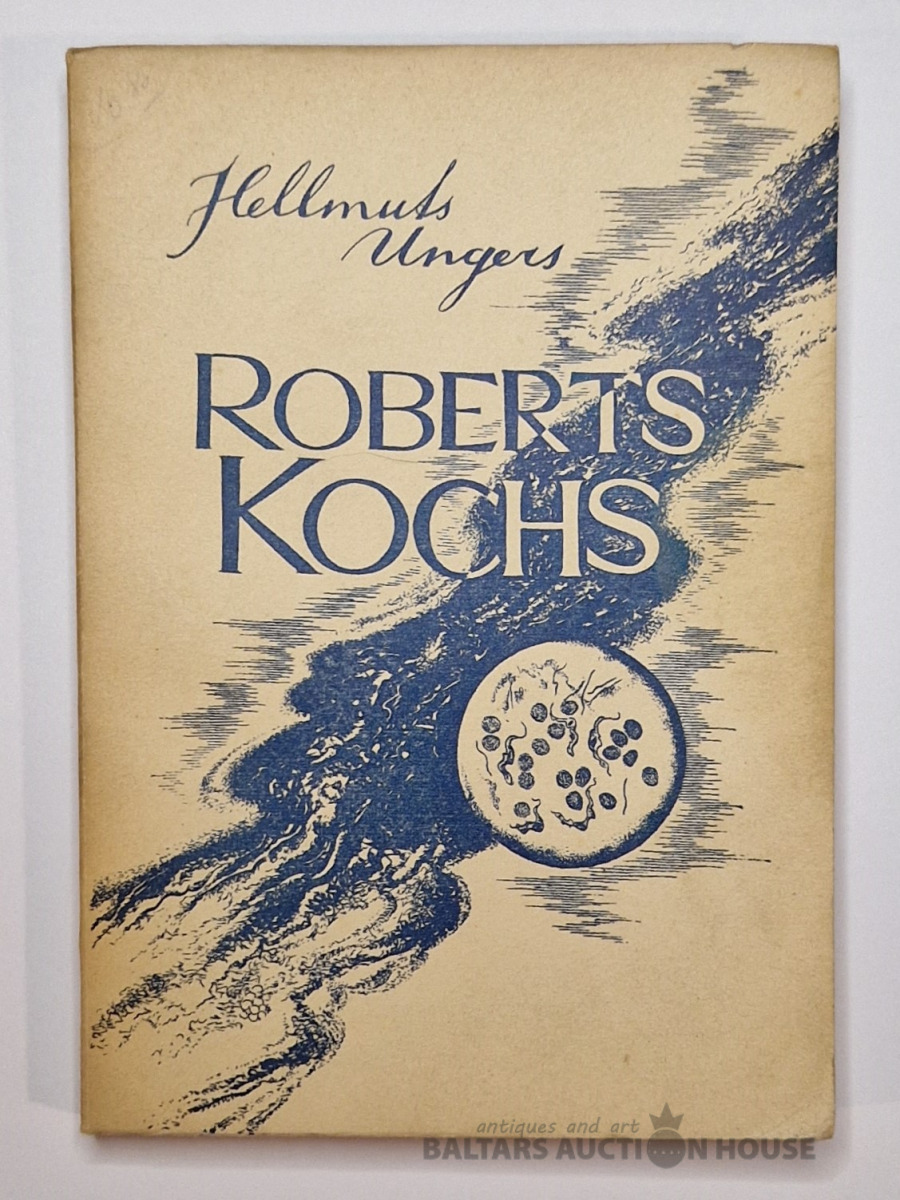 Hellmuts
Ungers
ROBERTS
KOCHS
antiques and art
BALTARS AUCTION HOUSE